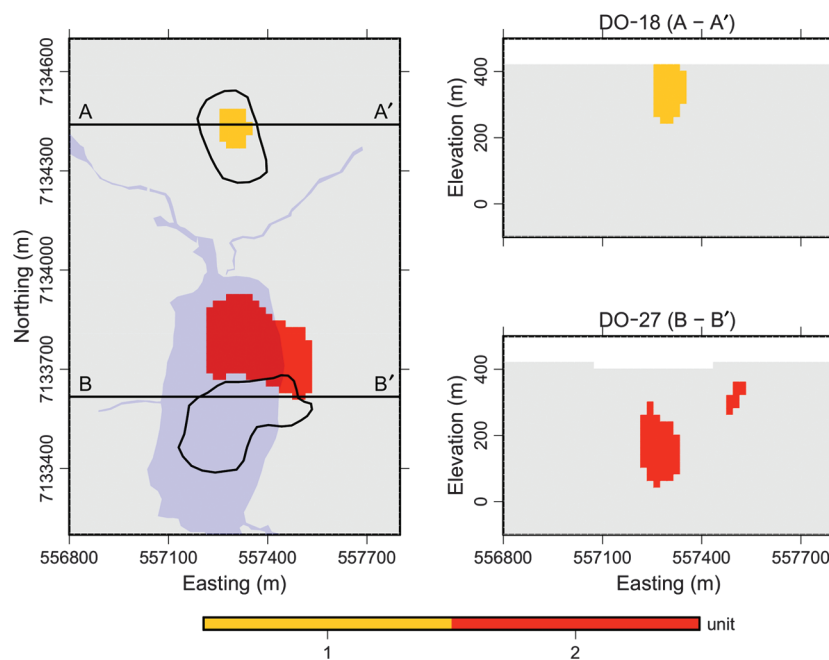 DO-18 (A – A′)
7134600
7134300
7134000
7133700
7133400
Northing (m)
A A′
B B′
556800 557100 557400 557700
Easting (m)
400
200
0
Elevation (m)
DO-27 (B – B′)
400
200
0
Elevation (m)
556800 557100 557400 557700
Easting (m)
unit
1 2